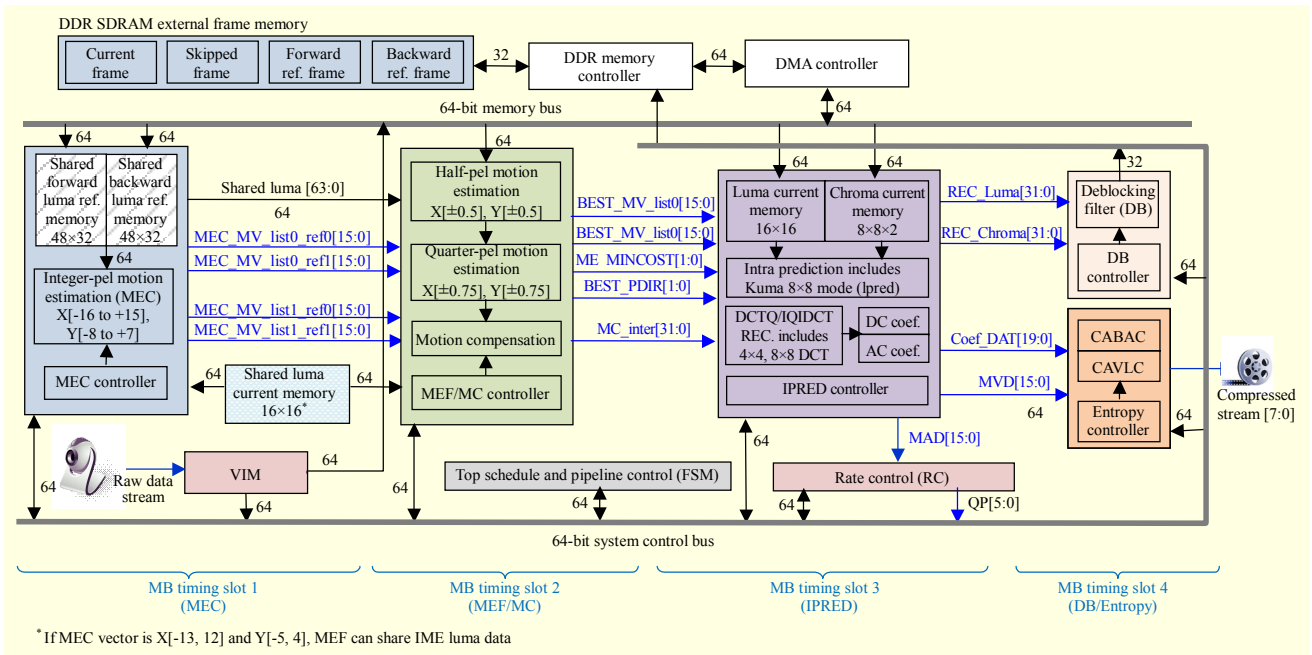 DDR SDRAM external frame memory
Current
frame
Skipped
frame
Forward
ref. frame
Backward
ref. frame
32
DDR memory
controller
64
DMA controller
64-bit memory bus
64
64
64
64
64
64
Shared
forward
luma ref.
memory
48×32
Shared
backward
luma ref.
memory
48×32
64
Integer-pel motion
estimation (MEC)
X[-16 to +15],
Y[-8 to +7]
MEC controller
Shared luma [63:0]
64
MEC_MV_list0_ref0[15:0]
MEC_MV_list0_ref1[15:0]
MEC_MV_list1_ref0[15:0]
MEC_MV_list1_ref1[15:0]
64
Shared luma
current memory
16×16*
64
Half-pel motion
estimation
X[±0.5], Y[±0.5]
Quarter-pel motion
estimation
X[±0.75], Y[±0.75]
Motion compensation
MEF/MC controller
BEST_MV_list0[15:0]
BEST_MV_list0[15:0]
ME_MINCOST[1:0]
BEST_PDIR[1:0]
MC_inter[31:0]
Luma current
memory
16×16
Chroma current
memory
8×8×2
Intra prediction includes
Kuma 8×8 mode (lpred)
DCTQ/IQIDCT
REC. includes
4×4, 8×8 DCT
DC coef.
AC coef.
IPRED controller
REC_Luma[31:0]
REC_Chroma[31:0]
Coef_DAT[19:0]
MVD[15:0]
64
32
Deblocking
filter (DB)
DB
controller
64
CABAC
CAVLC
Entropy
controller
64
Compressed
stream [7:0]
64
Raw data
stream
VIM
64
64
64
Top schedule and pipeline control (FSM)
64
64
MAD[15:0]
Rate control (RC)
64
QP[5:0]
64-bit system control bus
MB timing slot 1
(MEC)
MB timing slot 2
(MEF/MC)
MB timing slot 3
(IPRED)
MB timing slot 4
(DB/Entropy)
* If MEC vector is X[-13, 12] and Y[-5, 4], MEF can share IME luma data